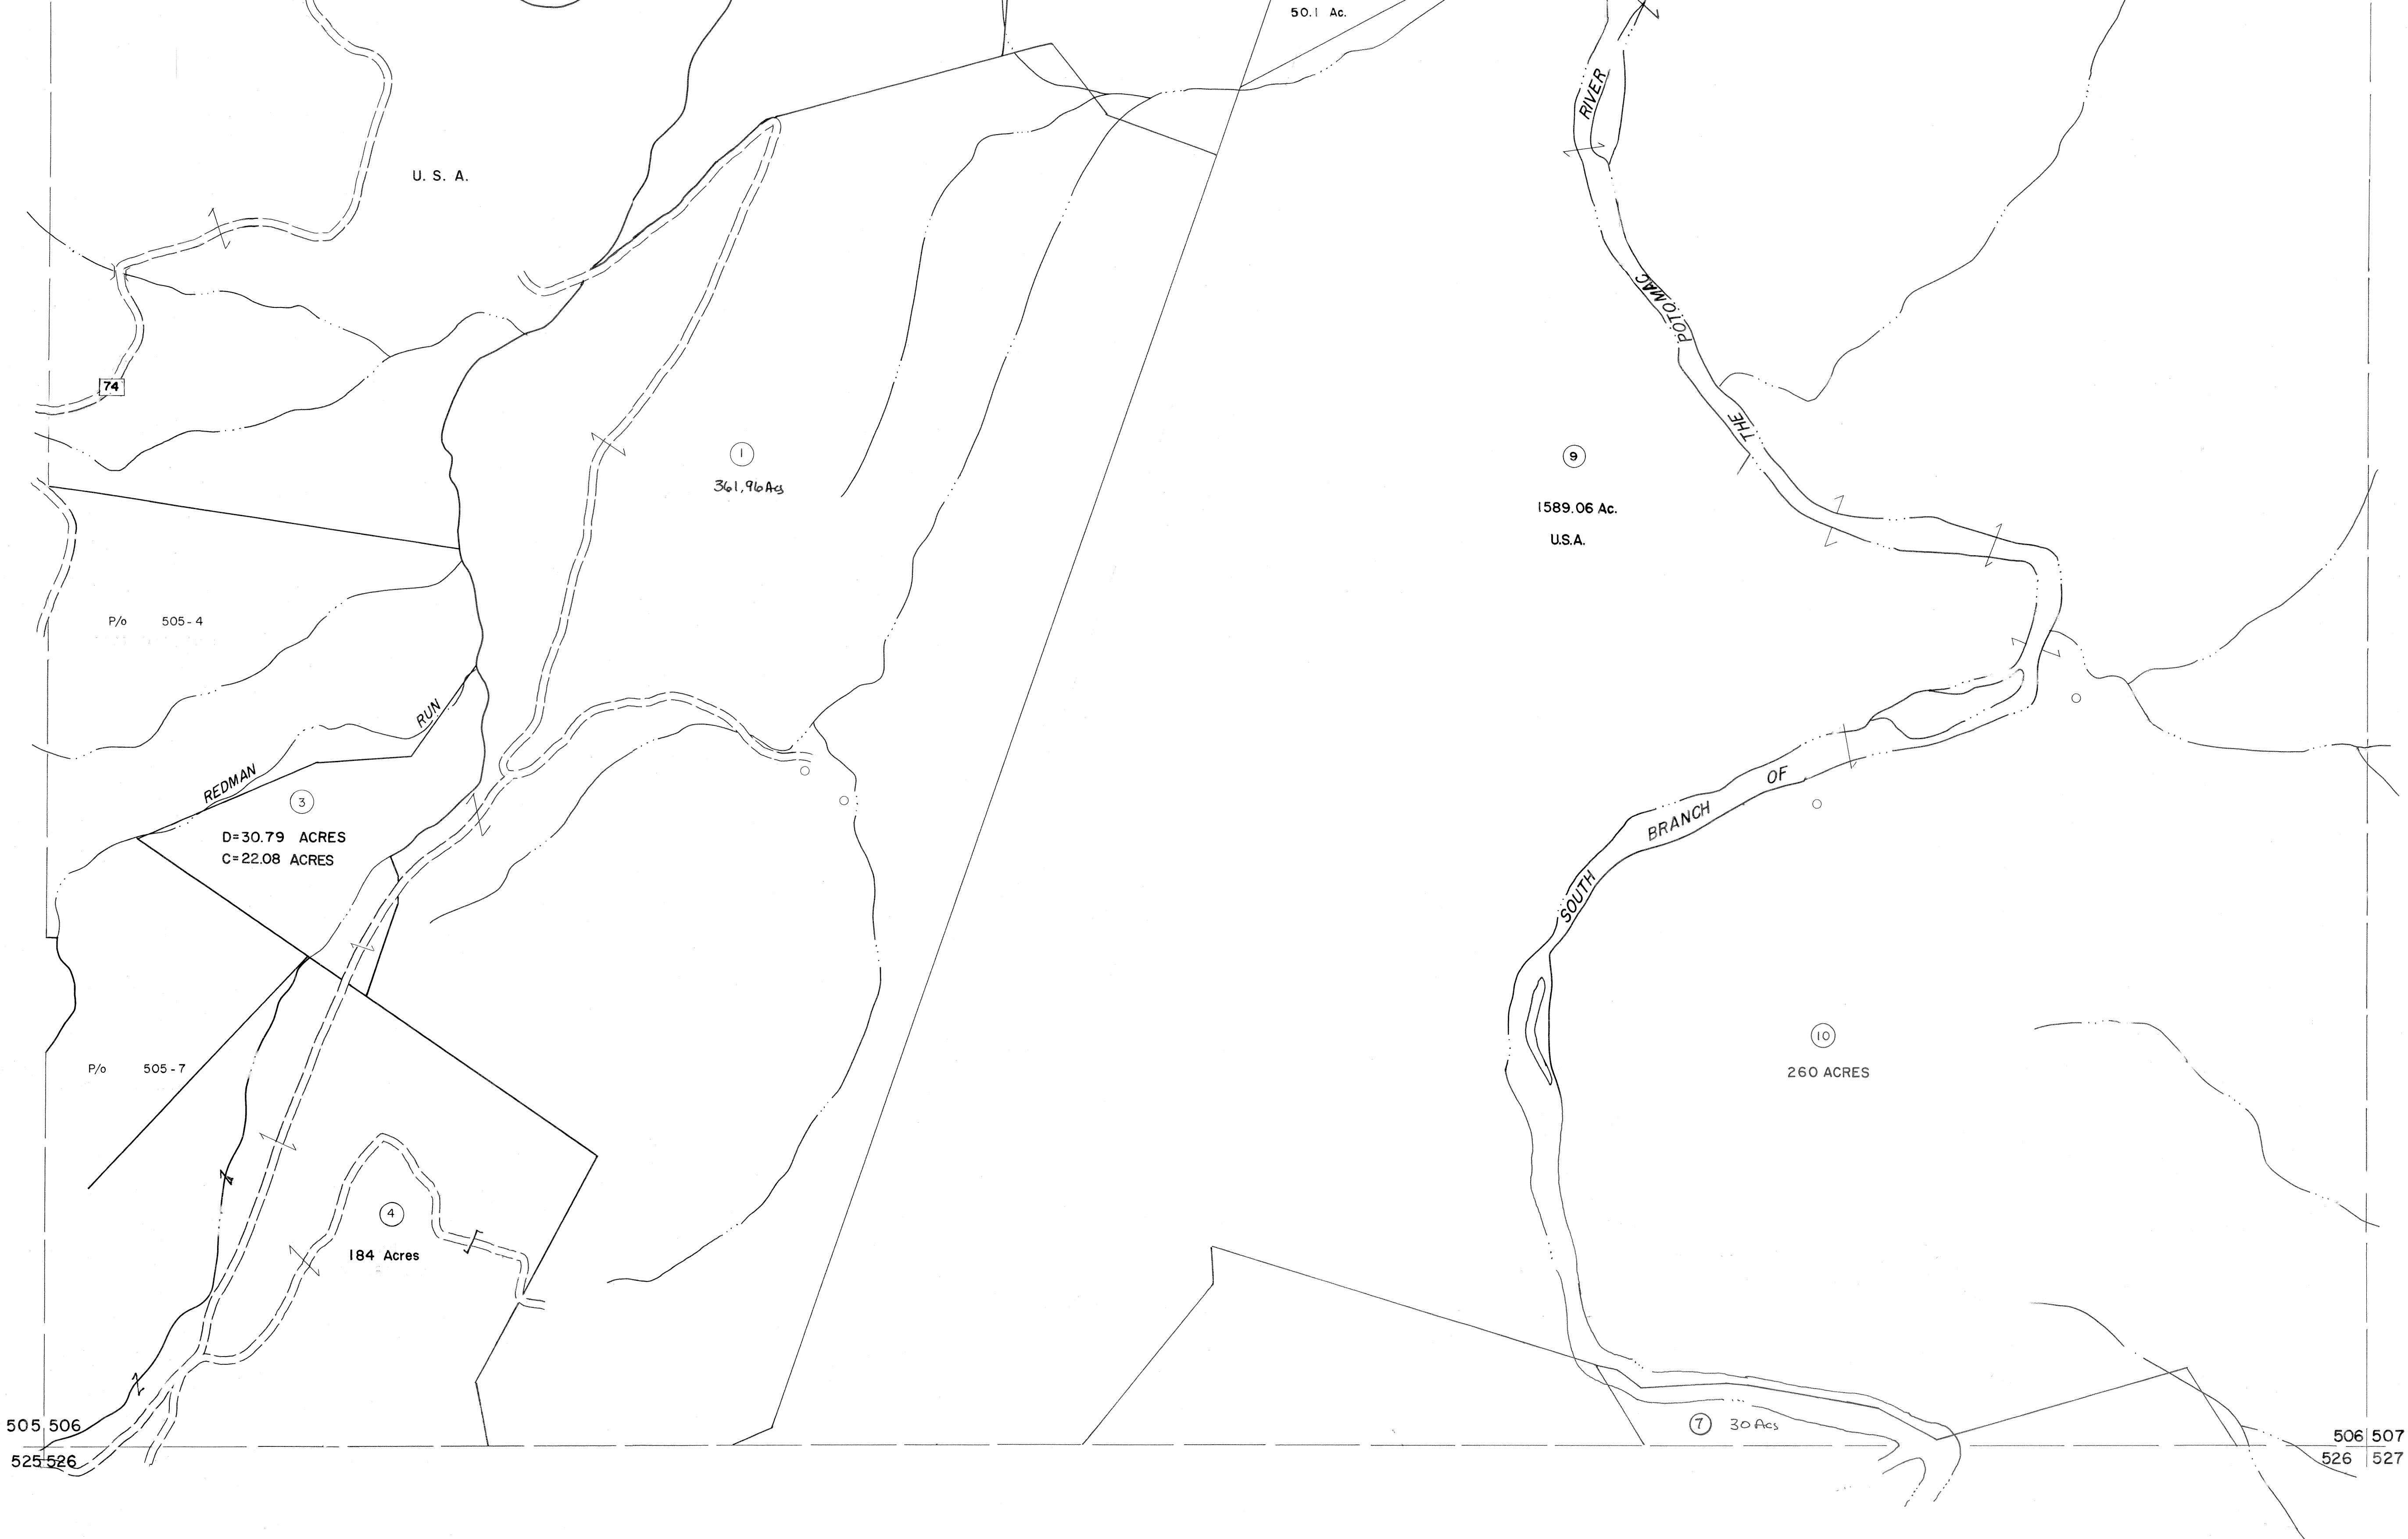 50.1 Ac.
RIVER
U. S. A.
POTOMAC
74
THE
1
361.96 Acs
9
1589.06 Ac.
U.S.A.
P/o 505-4
RUN
REDMAN
3
D=30.79 ACRES
C=22.08 ACRES
OF
BRANCH
SOUTH
10
260 ACRES
P/o 505-7
4
184 Acres
7 30 Acs
505 506
525 526
506 507
526 527